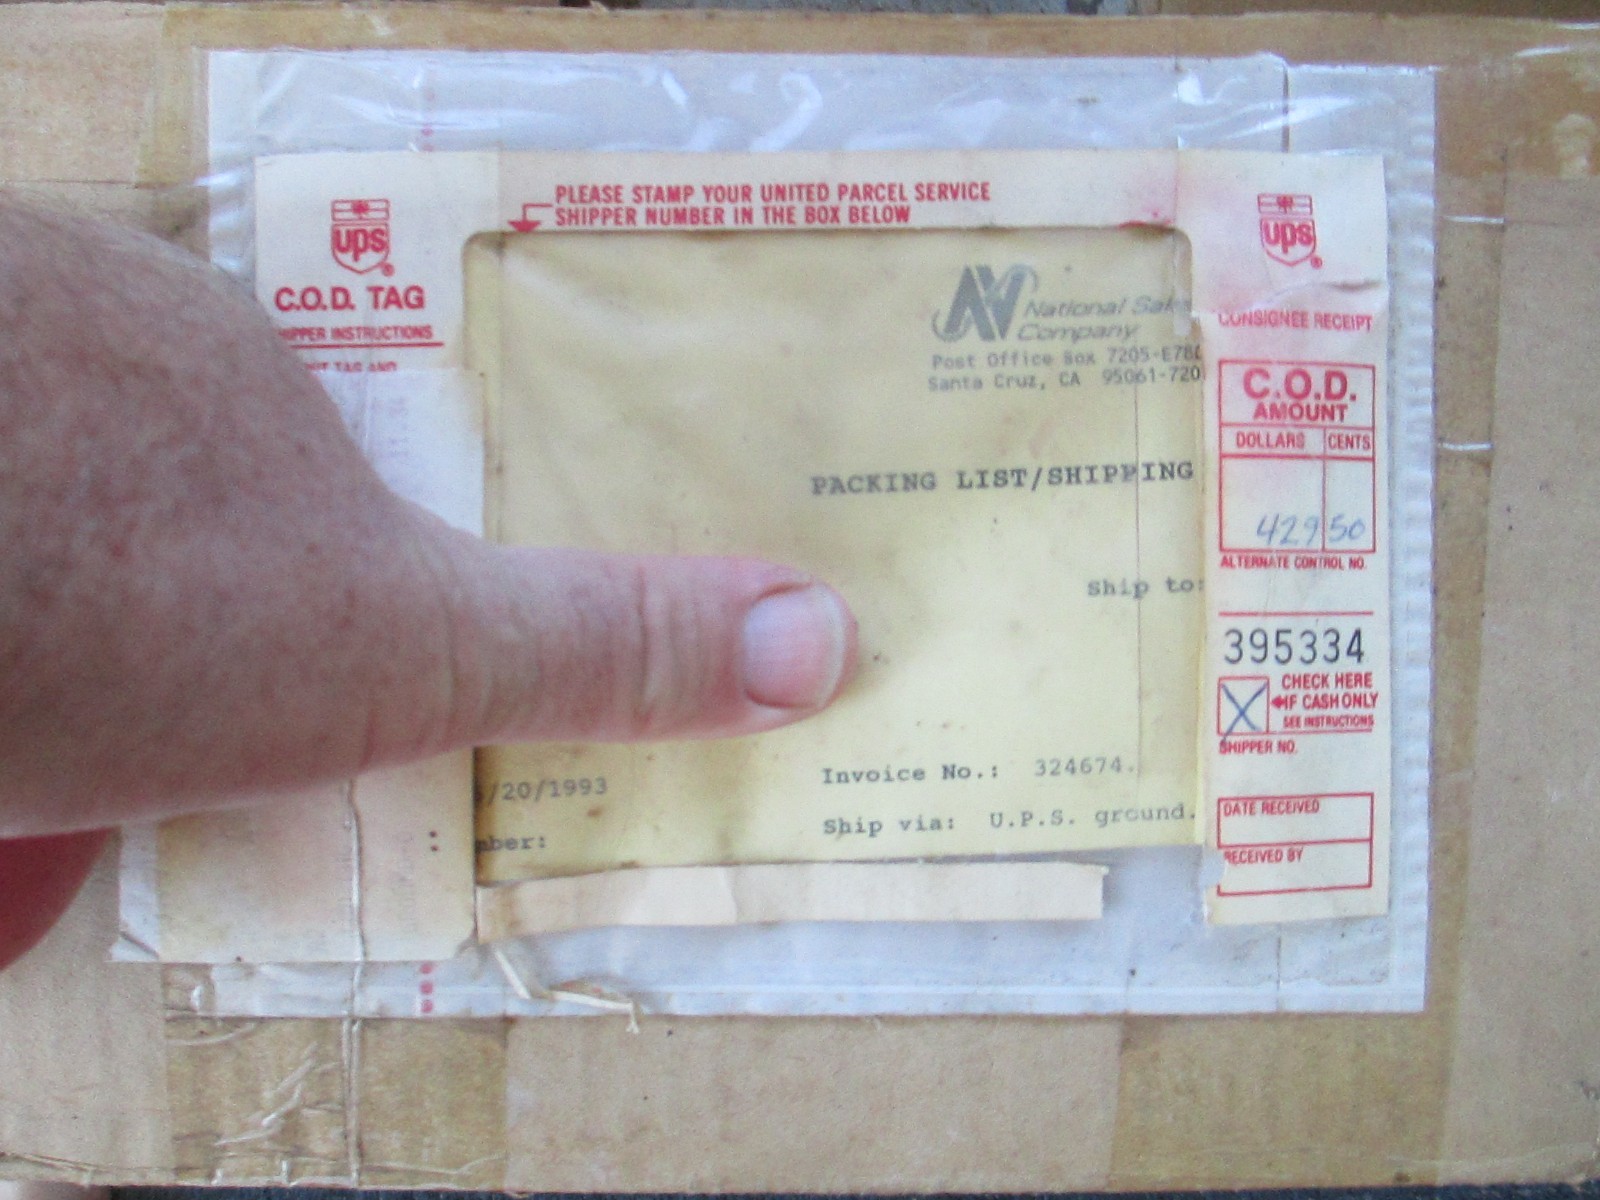 PLEASE STAMP YOUR UNITED PARCEL SERVICE
SHIPPER NUMBER IN THE BOX BELOW
ups
C.O.D. TAG
INSTRUCTIONS
TAG AND
National
Company
Post Office Box 7205-E
Santa Cruz, CA 95061-720
PACKING LIST/SHIPPING
Ship to:
/20/1993
Invoice No.: 324674.
Ship via: U.P.S. ground.
ups
CONSIGNEE RECEIPT
C.O.D.
AMOUNT
DOLLARS CENTS
429 50
ALTERNATE CONTROL NO.
395334
X CHECK HERE
IF CASH ONLY
SEE INSTRUCTIONS
SHIPPER NO.
DATE RECEIVED
RECEIVED BY